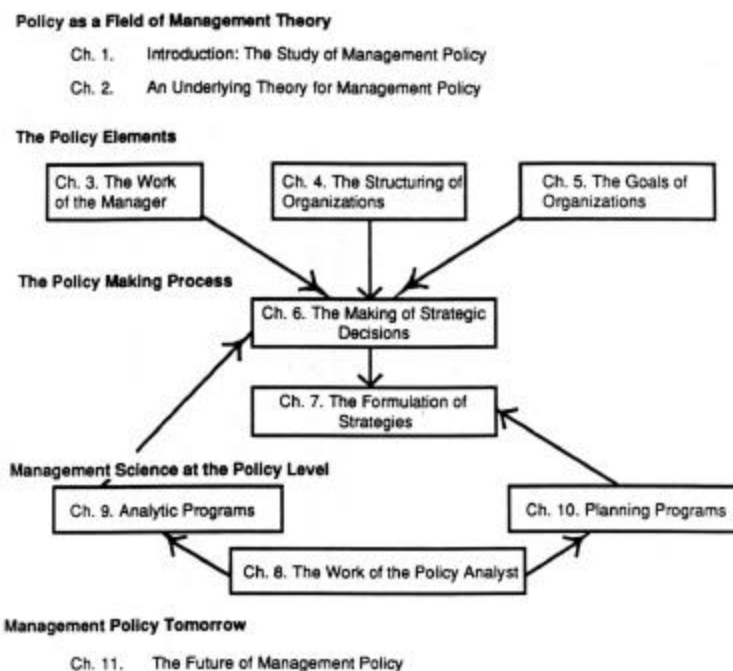 Policy as a Field of Management Theory
Ch. 1. Introduction: The Study of Management Policy
Ch. 2. An Underlying Theory for Management Policy
The Policy Elements
Ch. 3. The Work
of the Manager
Ch. 4. The Structuring of
Organizations
Ch. 5. The Goals of
Organizations
The Policy Making Process
Ch. 6. The Making of Strategic
Decisions
Ch. 7. The Formulation of
Strategies
Management Science at the Policy Level
Ch. 9. Analytic Programs
Ch. 10. Planning Programs
Ch. 8. The Work of the Policy Analyst
Management Policy Tomorrow
Ch. 11. The Future of Management Policy